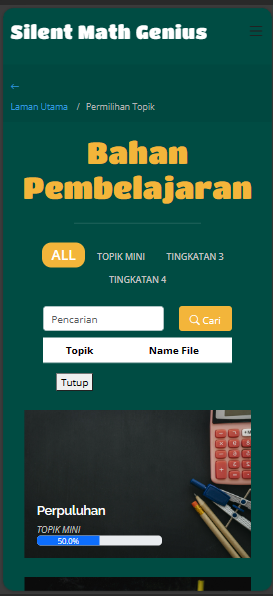 Silent Math Genius
←
Laman Utama / Permilihan Topik
Bahan
Pembelajaran
ALL TOPIK MINI TINGKATAN 3
TINGKATAN 4
Pencarian Cari
Topik Name File
Tutup
Perpuluhan
TOPIK MINI
50.0%